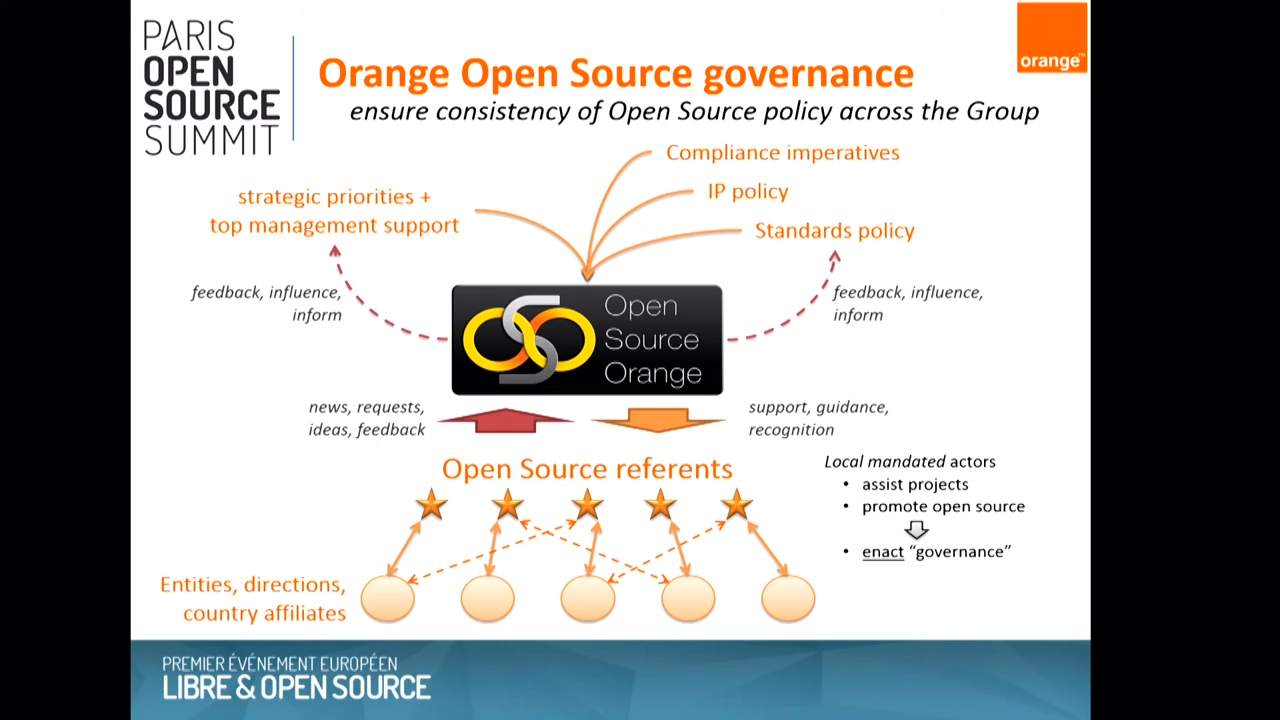 PARIS
OPEN
SOURCE
SUMMIT
Orange Open Source governance
ensure consistency of Open Source policy across the Group
orange™
Compliance imperatives
IP policy
Standards policy
strategic priorities +
top management support
feedback, influence,
inform
feedback, influence,
inform
Open
Source
Orange
news, requests,
ideas, feedback
support, guidance,
recognition
Open Source referents
Local mandated actors
• assist projects
• promote open source
• enact “governance”
Entities, directions,
country affiliates
PREMIER ÉVÉNEMENT EUROPÉEN
LIBRE & OPEN SOURCE